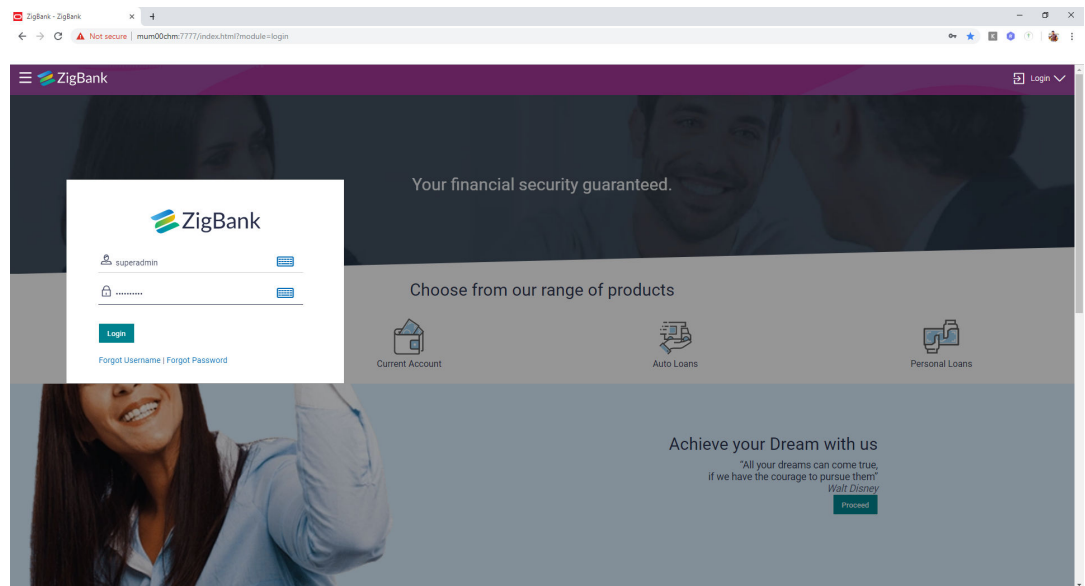 ZigBank - ZigBank
Not secure | mum00chm:7777/index.html?module=login
ZigBank
Login
Your financial security guaranteed.
ZigBank
superadmin
..........
Login
Forgot Username | Forgot Password
Choose from our range of products
Current Account
Auto Loans
Personal Loans
Achieve your Dream with us
"All your dreams can come true,
if we have the courage to pursue them"
Walt Disney
Proceed